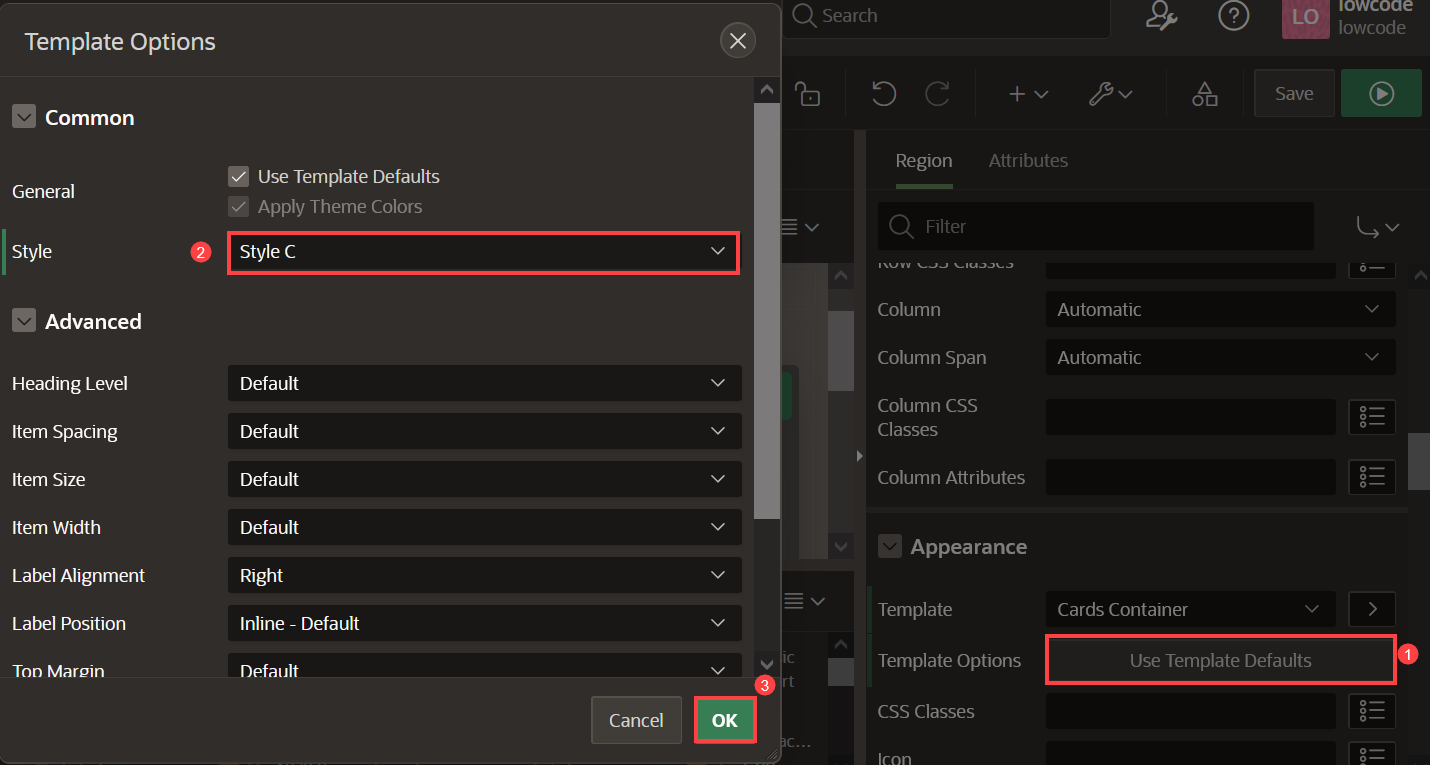 Template Options
Common
General
Use Template Defaults
Apply Theme Colors
Style
2
Style C
Advanced
Heading Level
Default
Item Spacing
Default
Item Size
Default
Item Width
Default
Label Alignment
Right
Label Position
Inline - Default
Top Margin
Default
3
Cancel
OK
Search
LO
lowcode
lowcode
Save
Region
Attributes
Filter
Row CSS Classes
Column
Automatic
Column Span
Automatic
Column CSS
Classes
Column Attributes
Appearance
Template
Cards Container
Template Options
Use Template Defaults
1
CSS Classes
Icon